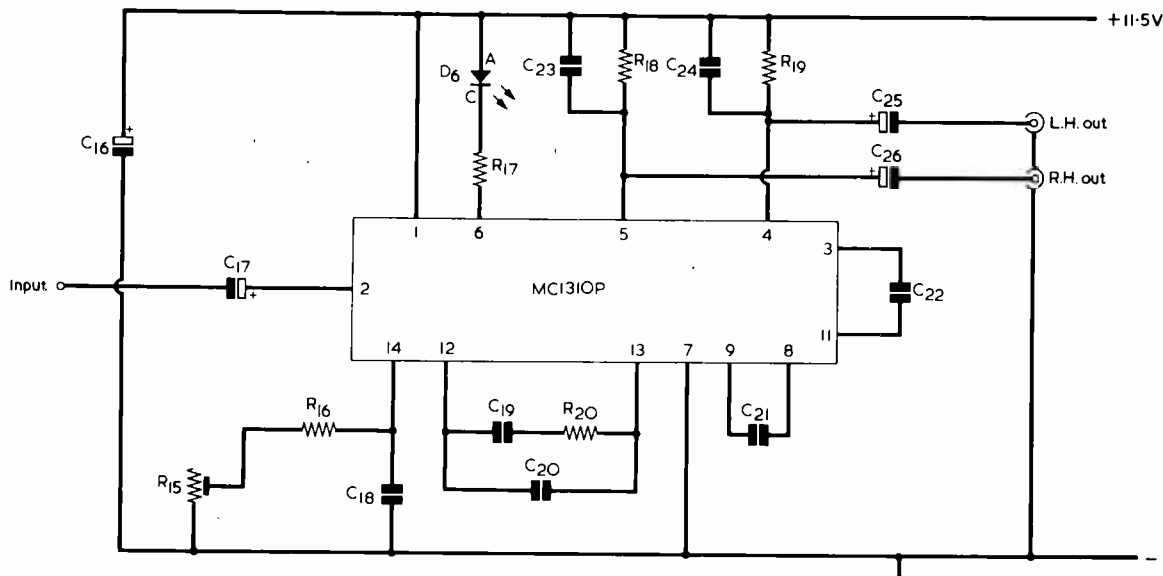 +11·5V
C23
R18
C24
R19
A
D6
C
C25
L.H. out
C16
R17
C26
R.H. out
1
6
5
4
3
C17
Input
+
2
MC1310P
C22
11
14
12
13
7
9
8
R16
C19
R20
C21
R15
C18
C20
-